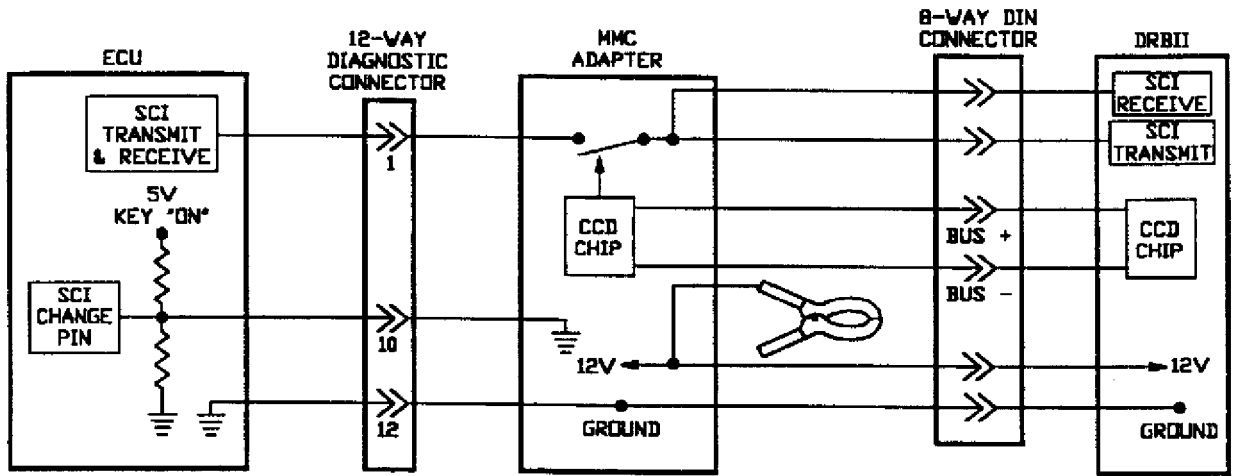 ECU
12-WAY
DIAGNOSTIC
CONNECTOR
MMC
ADAPTER
8-WAY DIN
CONNECTOR
DRBII
SCI
TRANSMIT
& RECEIVE
1
SCI
RECEIVE
SCI
TRANSMIT
5V
KEY "ON"
CCD
CHIP
BUS +
BUS -
CCD
CHIP
SCI
CHANGE
PIN
10
12V
12V
12
GROUND
GROUND